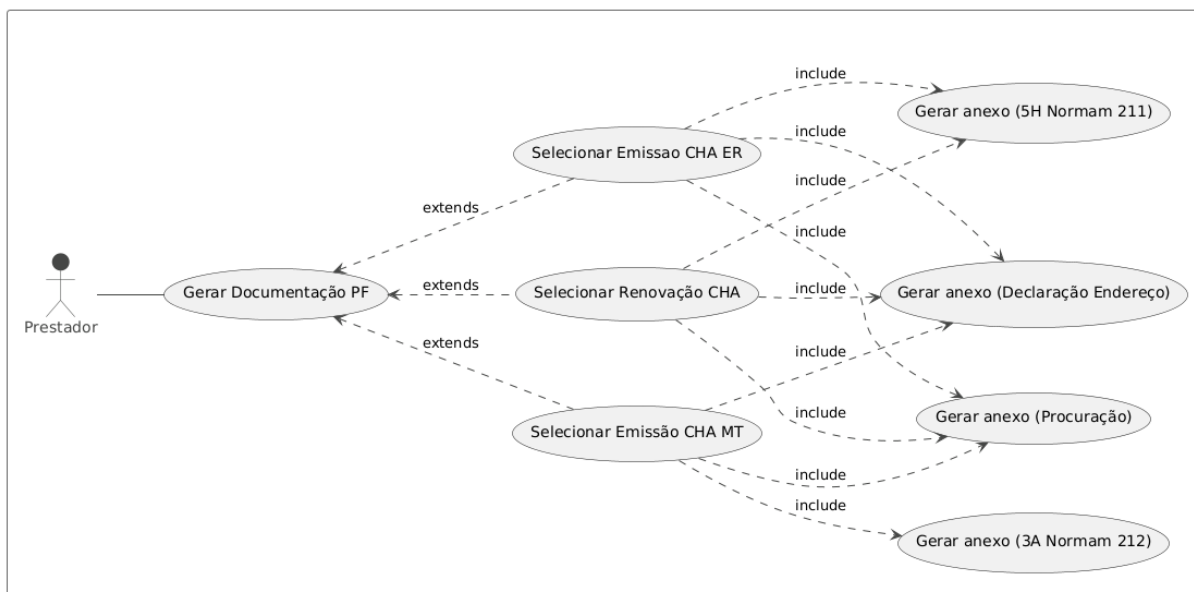 include
Gerar anexo (5H Normam 211)
include
Selecionar Emissao CHA ER
include
extends
include
Prestador
Gerar Documentação PF
extends
Selecionar Renovação CHA
include
Gerar anexo (Declaração Endereço)
extends
include
Selecionar Emissão CHA MT
include
Gerar anexo (Procuração)
include
include
Gerar anexo (3A Normam 212)